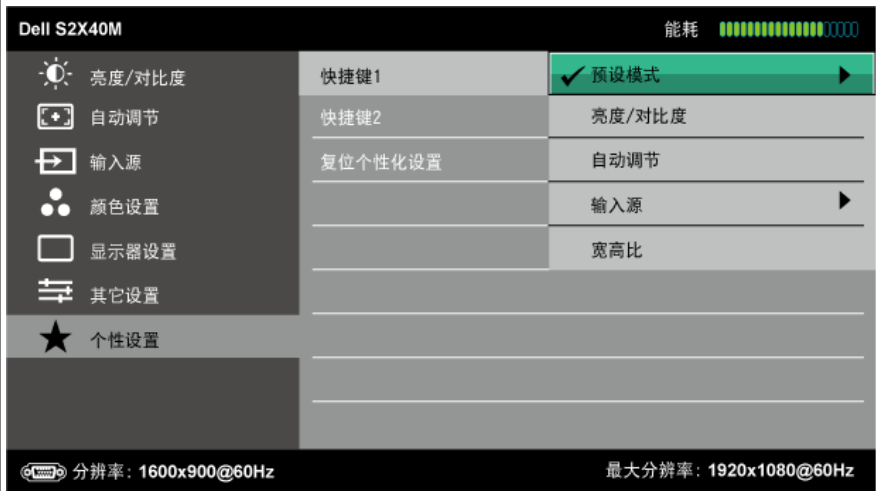 Dell S2X40M 能耗
亮度/对比度 快捷键1 预设模式
自动调节 快捷键2 亮度/对比度
输入源 复位个性化设置 自动调节
颜色设置 输入源
显示器设置 宽高比
其它设置
个性设置
分辨率: 1600x900@60Hz 最大分辨率: 1920x1080@60Hz